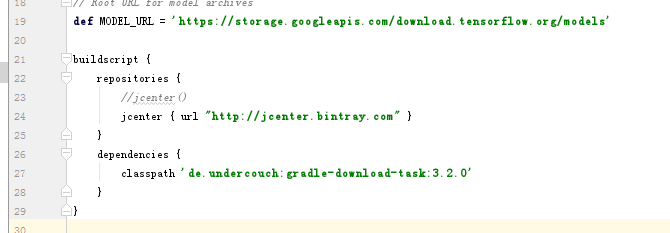 18 // Root URL for model archives
19 def MODEL_URL = 'https://storage.googleapis.com/download.tensorflow.org/models'
20
21 buildscript {
22 repositories {
23 //jcenter()
24 jcenter { url "http://jcenter.bintray.com" }
25 }
26 dependencies {
27 classpath 'de.undercouch:gradle-download-task:3.2.0'
28 }
29 }
30